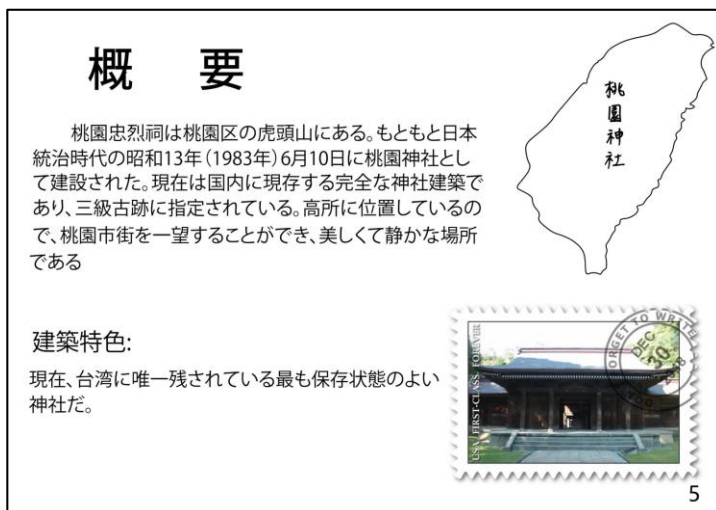 概 要
桃園忠烈祠は桃園区の虎頭山にある。もともと日本
統治時代の昭和13年(1983年)6月10日に桃園神社とし
て建設された。現在は国内に現存する完全な神社建築で
あり、三級古跡に指定されている。高所に位置しているの
で、桃園市街を一望することができ、美しくて静かな場所
である
桃園神社
建築特色:
現在、台湾に唯一残されている最も保存状態のよい
神社だ。
USA FIRST-CLASS FOREVER
FORGET TO WRITE
DEC
30
5